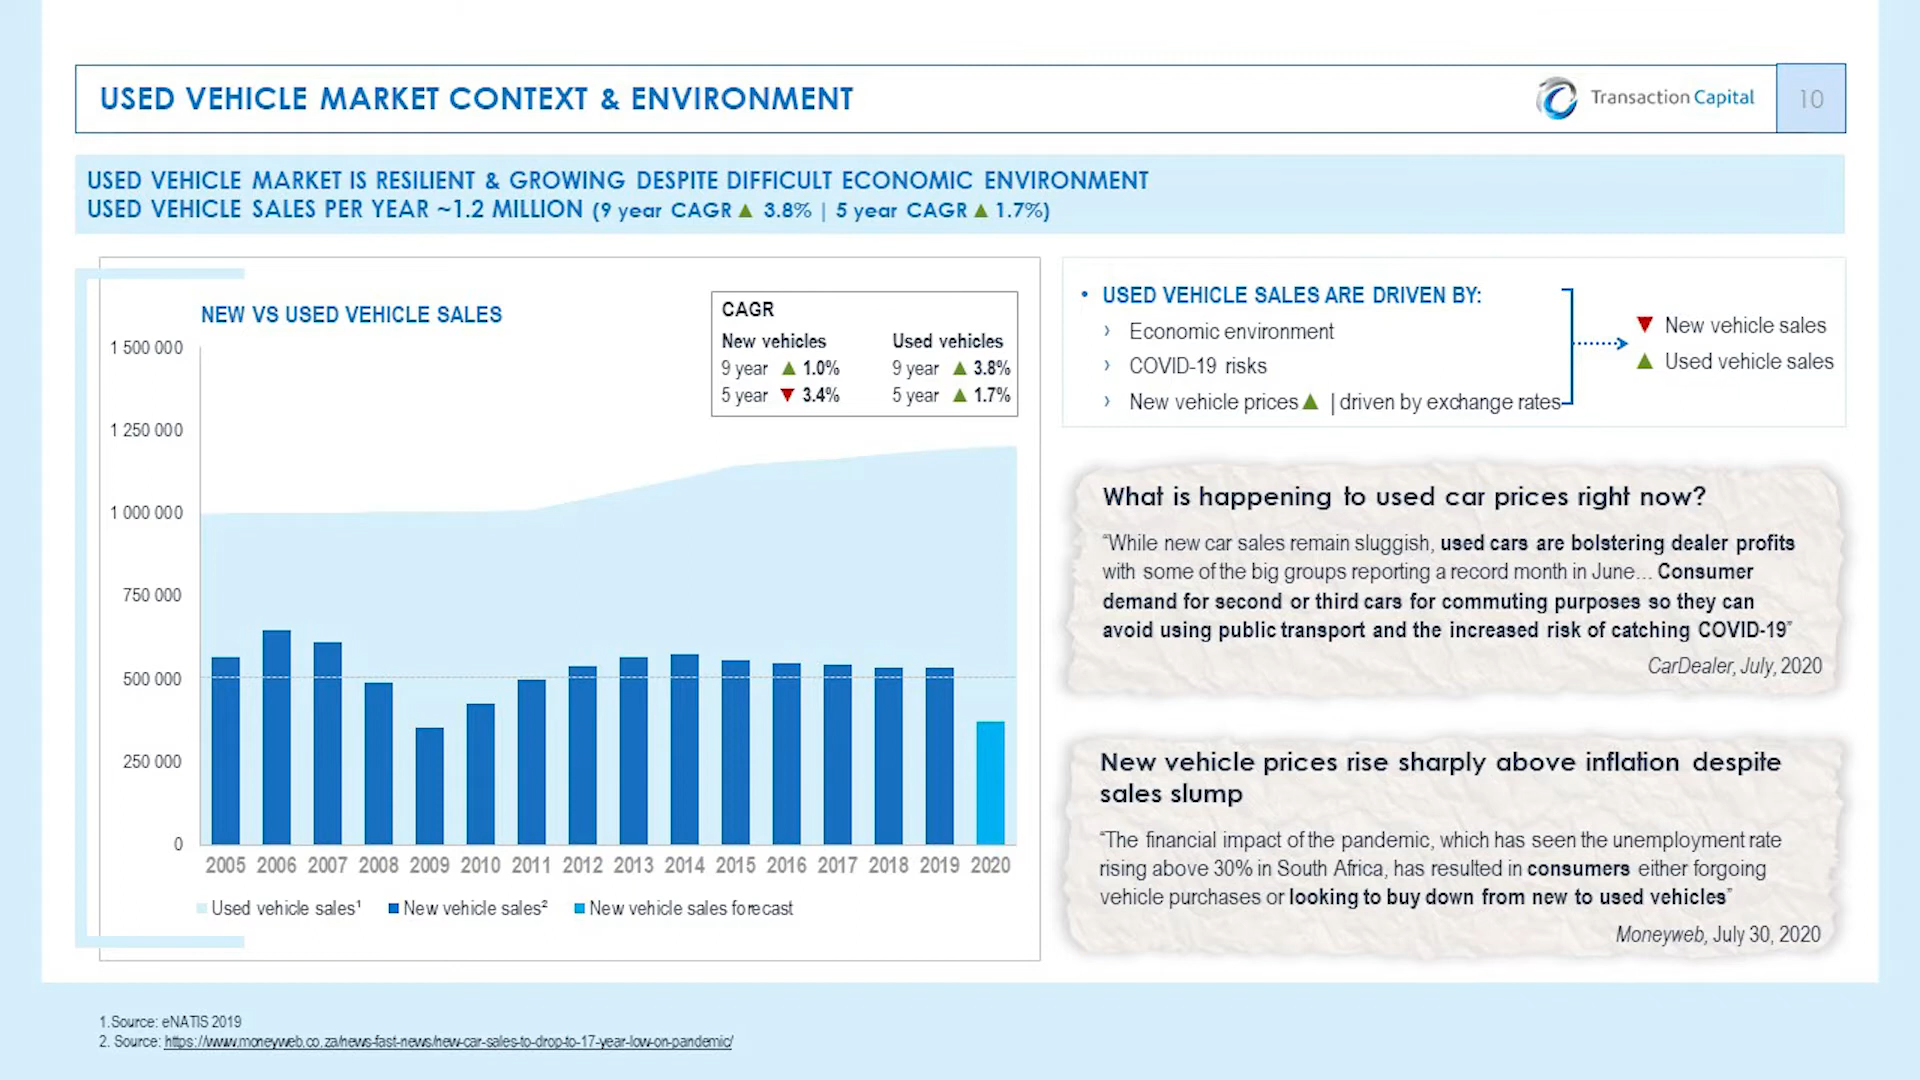 USED VEHICLE MARKET CONTEXT & ENVIRONMENT
Transaction Capital
10
USED VEHICLE MARKET IS RESILIENT & GROWING DESPITE DIFFICULT ECONOMIC ENVIRONMENT
USED VEHICLE SALES PER YEAR ~1.2 MILLION (9 year CAGR ▲ 3.8% | 5 year CAGR ▲ 1.7%)
NEW VS USED VEHICLE SALES
CAGR
New vehicles Used vehicles
9 year ▲ 1.0% 9 year ▲ 3.8%
5 year ▼ 3.4% 5 year ▲ 1.7%
1 500 000
1 250 000
1 000 000
750 000
500 000
250 000
0
2005 2006 2007 2008 2009 2010 2011 2012 2013 2014 2015 2016 2017 2018 2019 2020
Used vehicle sales¹ New vehicle sales² New vehicle sales forecast
• USED VEHICLE SALES ARE DRIVEN BY:
› Economic environment
› COVID-19 risks
› New vehicle prices ▲ | driven by exchange rates
▼ New vehicle sales
▲ Used vehicle sales
What is happening to used car prices right now?
“While new car sales remain sluggish, used cars are bolstering dealer profits
with some of the big groups reporting a record month in June... Consumer
demand for second or third cars for commuting purposes so they can
avoid using public transport and the increased risk of catching COVID-19”
CarDealer, July, 2020
New vehicle prices rise sharply above inflation despite
sales slump
“The financial impact of the pandemic, which has seen the unemployment rate
rising above 30% in South Africa, has resulted in consumers either forgoing
vehicle purchases or looking to buy down from new to used vehicles”
Moneyweb, July 30, 2020
1.Source: eNATIS 2019
2. Source: https://www.moneyweb.co.za/news-fast-news/new-car-sales-to-drop-to-17-year-low-on-pandemic/